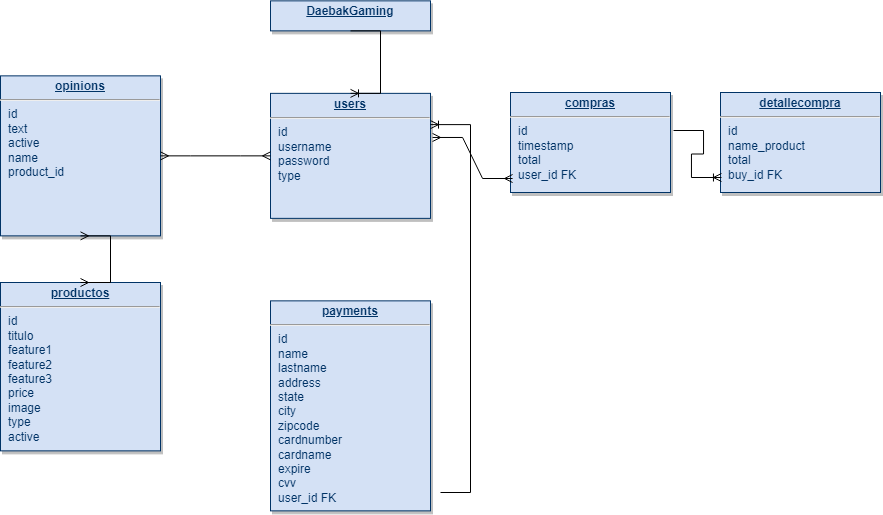 DaebakGaming
opinions
id
text
active
name
product_id
users
id
username
password
type
compras
id
timestamp
total
user_id FK
detallecompra
id
name_product
total
buy_id FK
productos
id
titulo
feature1
feature2
feature3
price
image
type
active
payments
id
name
lastname
address
state
city
zipcode
cardnumber
cardname
expire
cvv
user_id FK